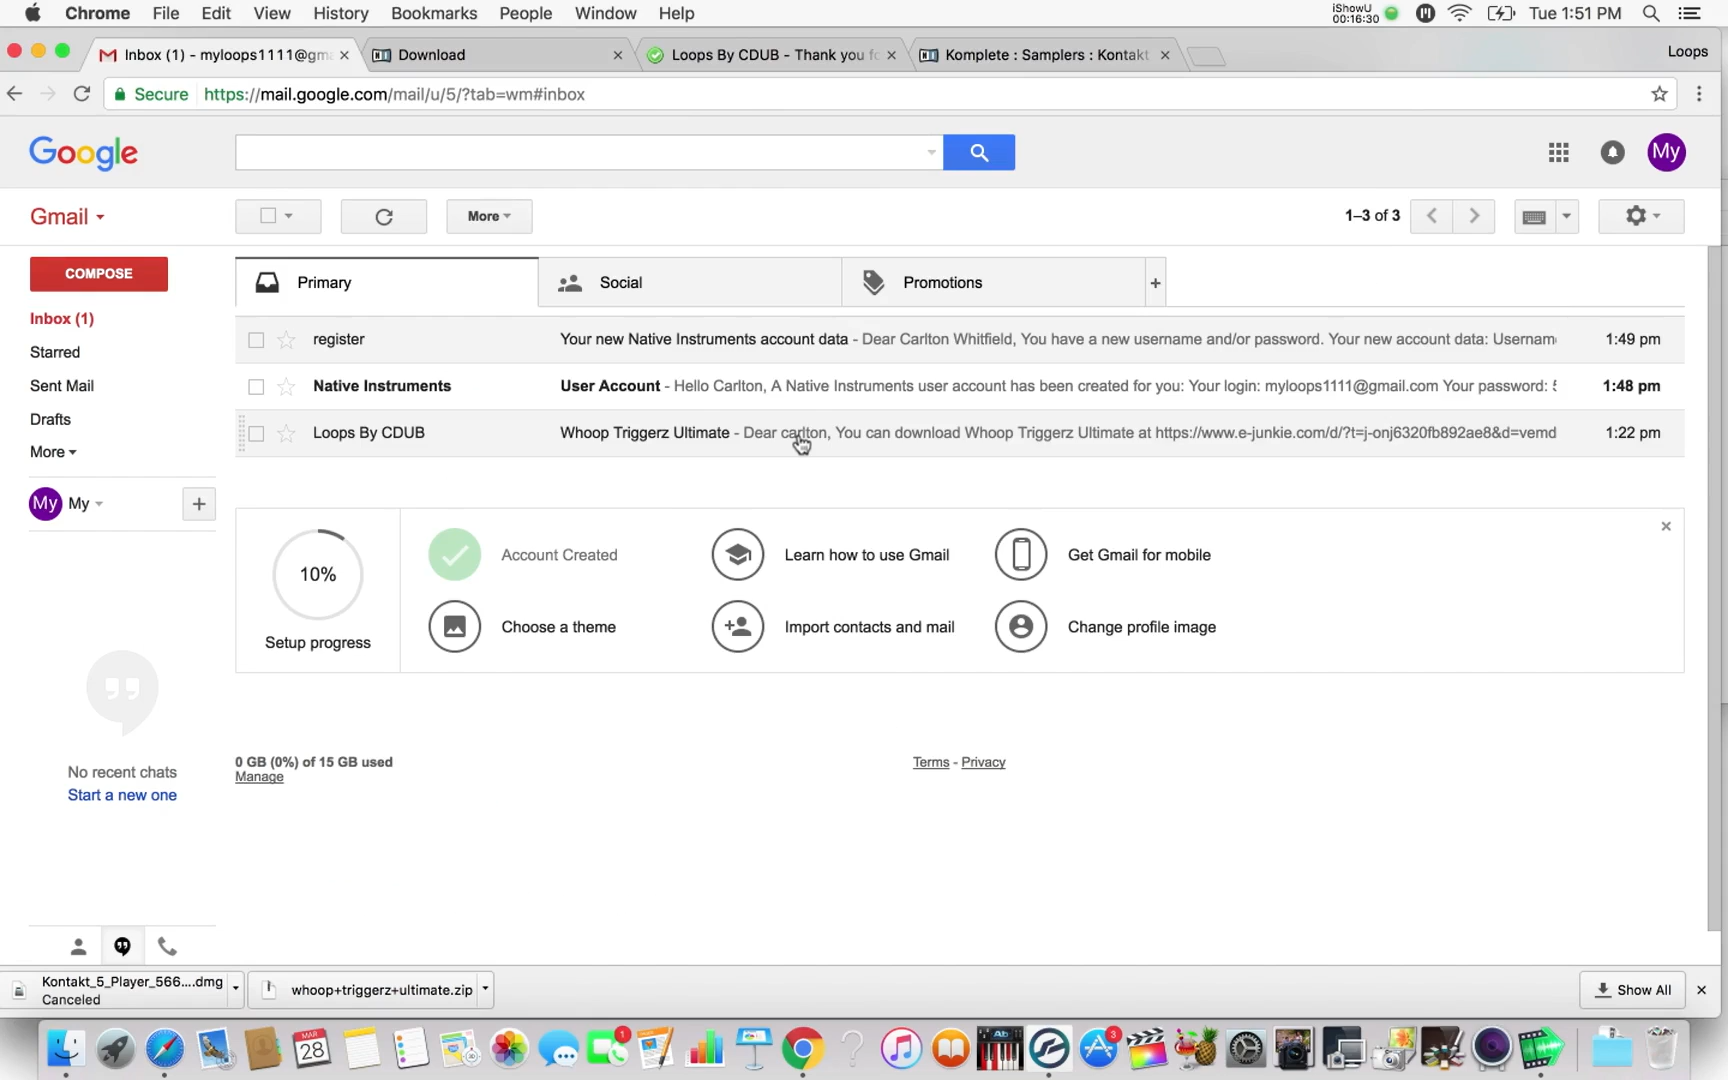 Chrome File Edit View History Bookmarks People Window Help iShowU 00:16:30 Tue 1:51 PM
Inbox (1) - myloops1111@gma Download Loops By CDUB - Thank you fo Komplete : Samplers : Kontakt Loops
Secure https://mail.google.com/mail/u/5/?tab=wm#inbox
Google My
Gmail More 1–3 of 3
COMPOSE Primary Social Promotions +
Inbox (1)
Starred
Sent Mail
Drafts
More
My My +
register Your new Native Instruments account data - Dear Carlton Whitfield, You have a new username and/or password. Your new account data: Usernam 1:49 pm
Native Instruments User Account - Hello Carlton, A Native Instruments user account has been created for you: Your login: myloops1111@gmail.com Your password: 1:48 pm
Loops By CDUB Whoop Triggerz Ultimate - Dear carlton, You can download Whoop Triggerz Ultimate at https://www.e-junkie.com/d/?t=j-onj6320fb892ae8&d=vemd 1:22 pm
10% Account Created Learn how to use Gmail Get Gmail for mobile
Setup progress Choose a theme Import contacts and mail Change profile image
0 GB (0%) of 15 GB used Terms - Privacy
Manage
No recent chats
Start a new one
Kontakt_5_Player_566....dmg whoop+triggerz+ultimate.zip Show All
Canceled
MAR 1 Ab 3
28